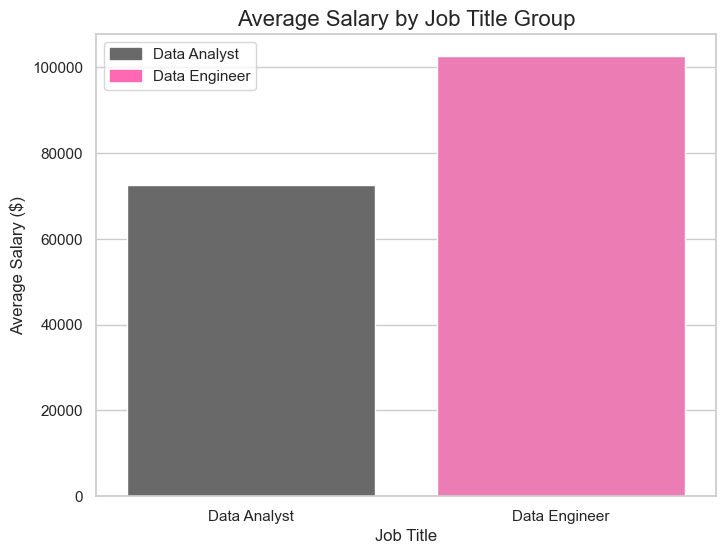 Average Salary by Job Title Group
Data Analyst
Data Engineer
100000
80000
60000
40000
20000
0
Average Salary ($)
Data Analyst
Data Engineer
Job Title